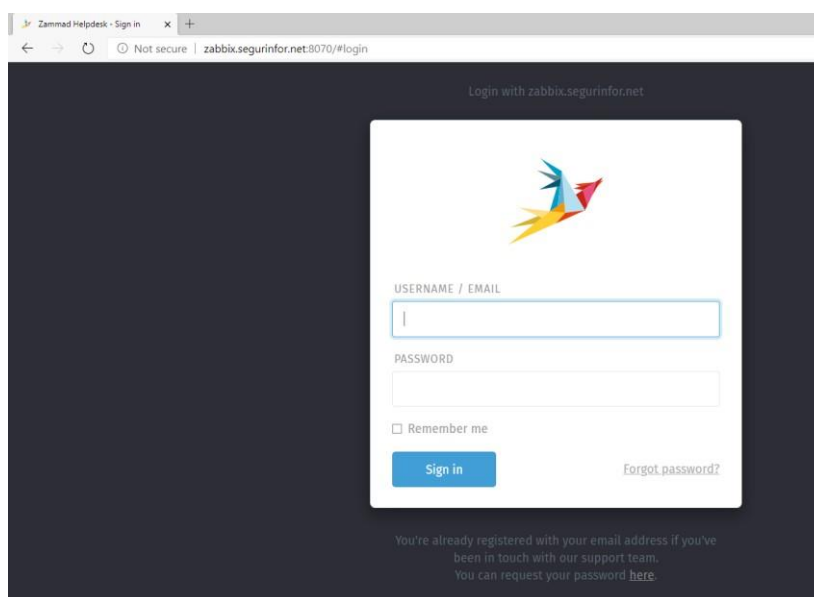 Zammad Helpdesk - Sign in
Not secure | zabbix.segurinfor.net:8070/#login
Login with zabbix.segurinfor.net
USERNAME / EMAIL
PASSWORD
Remember me
Sign in Forgot password?
You're already registered with your email address if you've
been in touch with our support team.
You can request your password here.